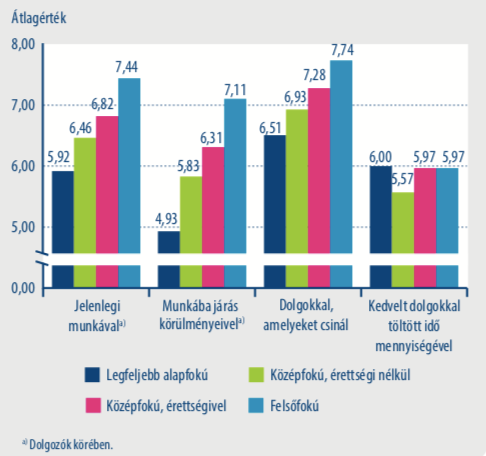 Átlagérték
8,00
7,00
6,00
5,00
0,00
5,92
6,46
6,82
7,44
4,93
5,83
6,31
7,11
6,51
6,93
7,28
7,74
6,00
5,57
5,97
5,97
Jelenlegi
munkával a)
Munkába járás
körülményeivel a)
Dolgokkal,
amelyeket csinál
Kedvelt dolgokkal
töltött idő
mennyiségével
Legfeljebb alapfokú
Középfokú, érettségi nélkül
Középfokú, érettségivel
Felsőfokú
a) Dolgozók körében.